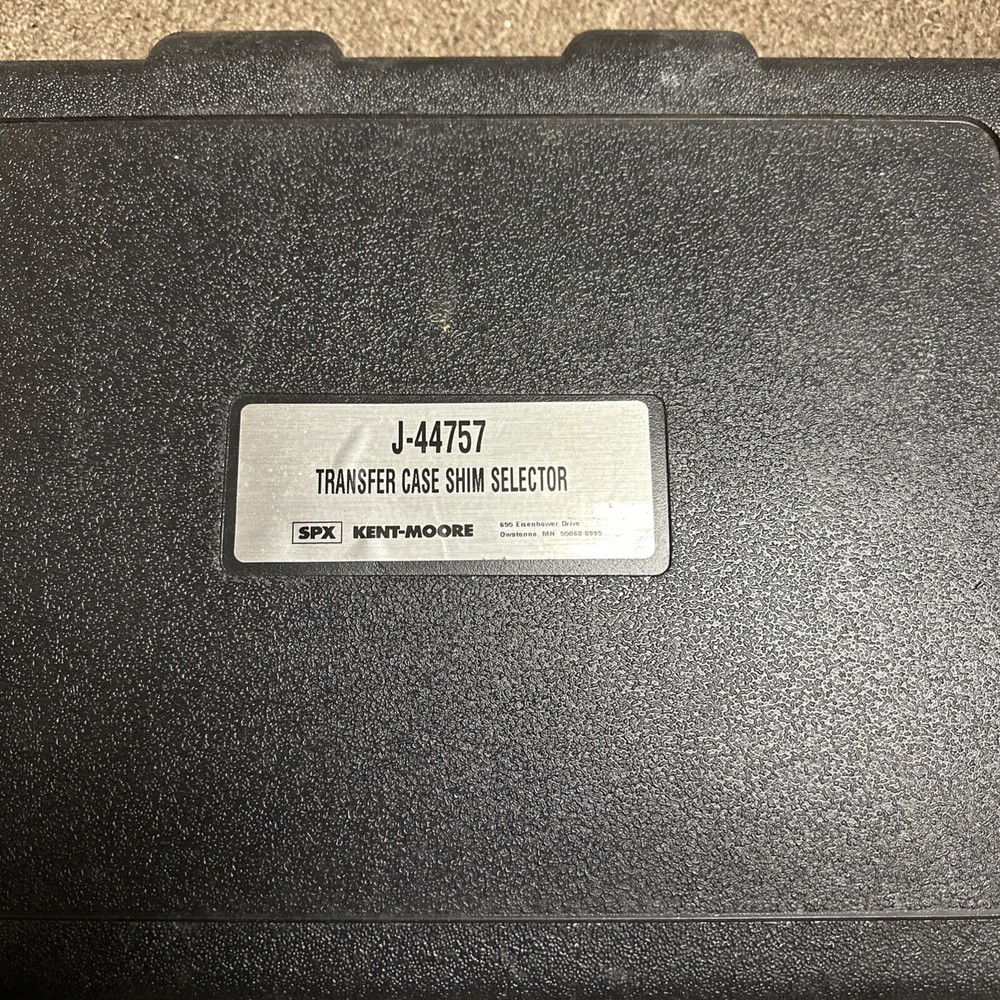 J-44757
TRANSFER CASE SHIM SELECTOR
SPX KENT-MOORE
655 Eisenhower Drive
Owatonna, MN 55060-0995